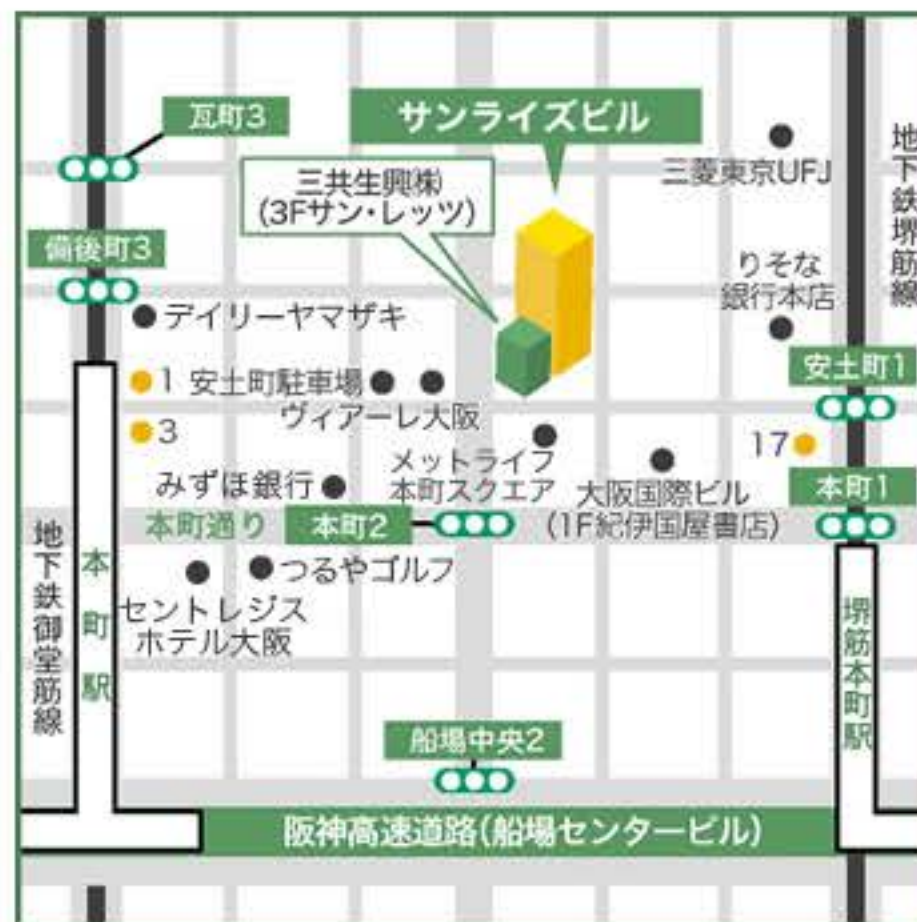 瓦町3
サンライズビル
三共生興㈱
(3Fサン・レッツ)
三菱東京UFJ
地下鉄堺筋線
備後町3
りそな
銀行本店
デイリーヤマザキ
1
安土町駐車場
ヴィアーレ大阪
安土町1
3
17
メットライフ
本町スクエア
みずほ銀行
大阪国際ビル
(1F紀伊国屋書店)
本町1
本町通り
本町2
つるやゴルフ
セントレジス
ホテル大阪
地下鉄御堂筋線
本町駅
堺筋本町駅
船場中央2
阪神高速道路(船場センタービル)